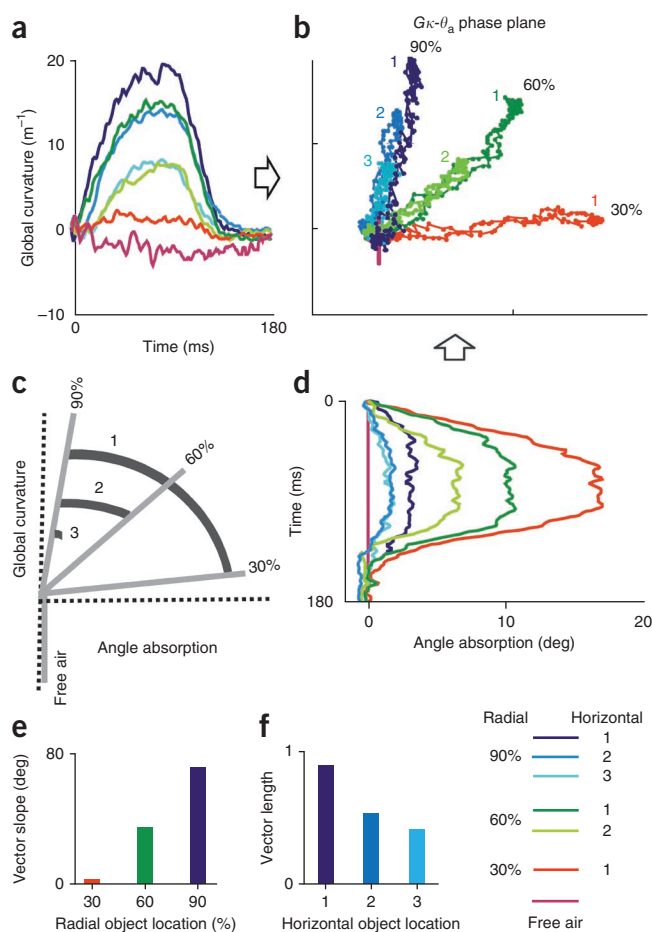 a
Global curvature (m⁻¹)
20
10
0
–10
0
180
Time (ms)
b
Gκ-θa phase plane
1
90%
2
3
1
60%
2
1
30%
c
Global curvature
90%
1
60%
2
3
30%
Angle absorption
Free air
d
0
Time (ms)
180
0
10
20
Angle absorption (deg)
e
Vector slope (deg)
80
0
30
60
90
Radial object location (%)
f
Vector length
1
0
1
2
3
Horizontal object location
Radial
Horizontal
90%
1
2
3
60%
1
2
30%
1
Free air